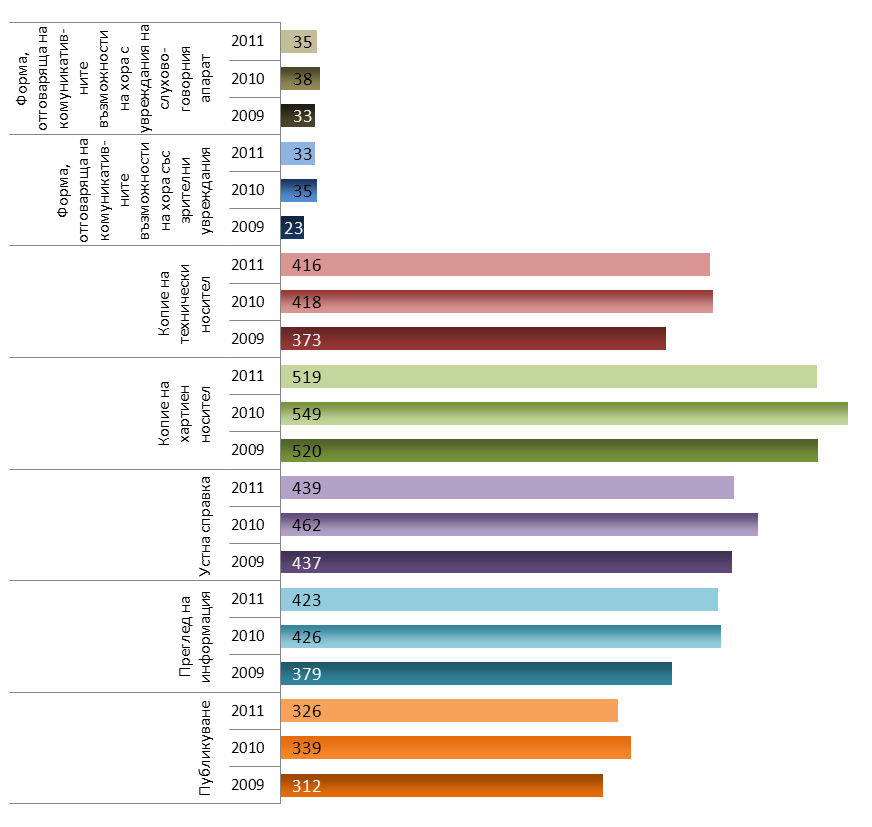 Форма,
отговаряща на
комуникатив-
ните
възможности
на хора с
увреждания на
слухово-
говорния
апарат
2011
35
2010
38
2009
33
Форма,
отговаряща на
комуникатив-
ните
възможности
на хора със
зрителни
увреждания
2011
33
2010
35
2009
23
Копие на
технически
носител
2011
416
2010
418
2009
373
Копие на
хартиен
носител
2011
519
2010
549
2009
520
Устна справка
2011
439
2010
462
2009
437
Преглед на
информация
2011
423
2010
426
2009
379
Публикуване
2011
326
2010
339
2009
312